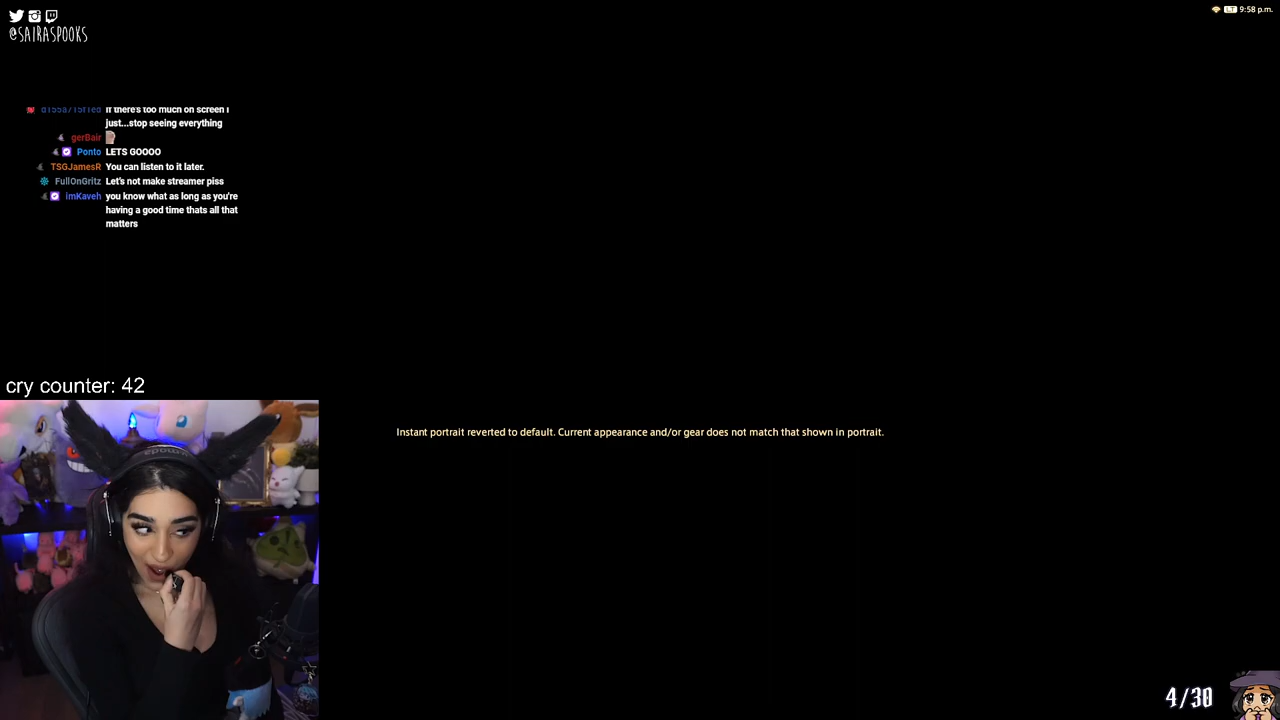 9:58 p.m.
LT
@SAIRASPOOKS
If there's too much on screen I
just...stop seeing everything
gerBair
Ponto LETS GOOOO
TSGJamesR You can listen to it later.
FullOnGritz Let's not make streamer piss
imKaveh you know what as long as you're
having a good time thats all that
matters
cry counter: 42
Instant portrait reverted to default. Current appearance and/or gear does not match that shown in portrait.
4/30